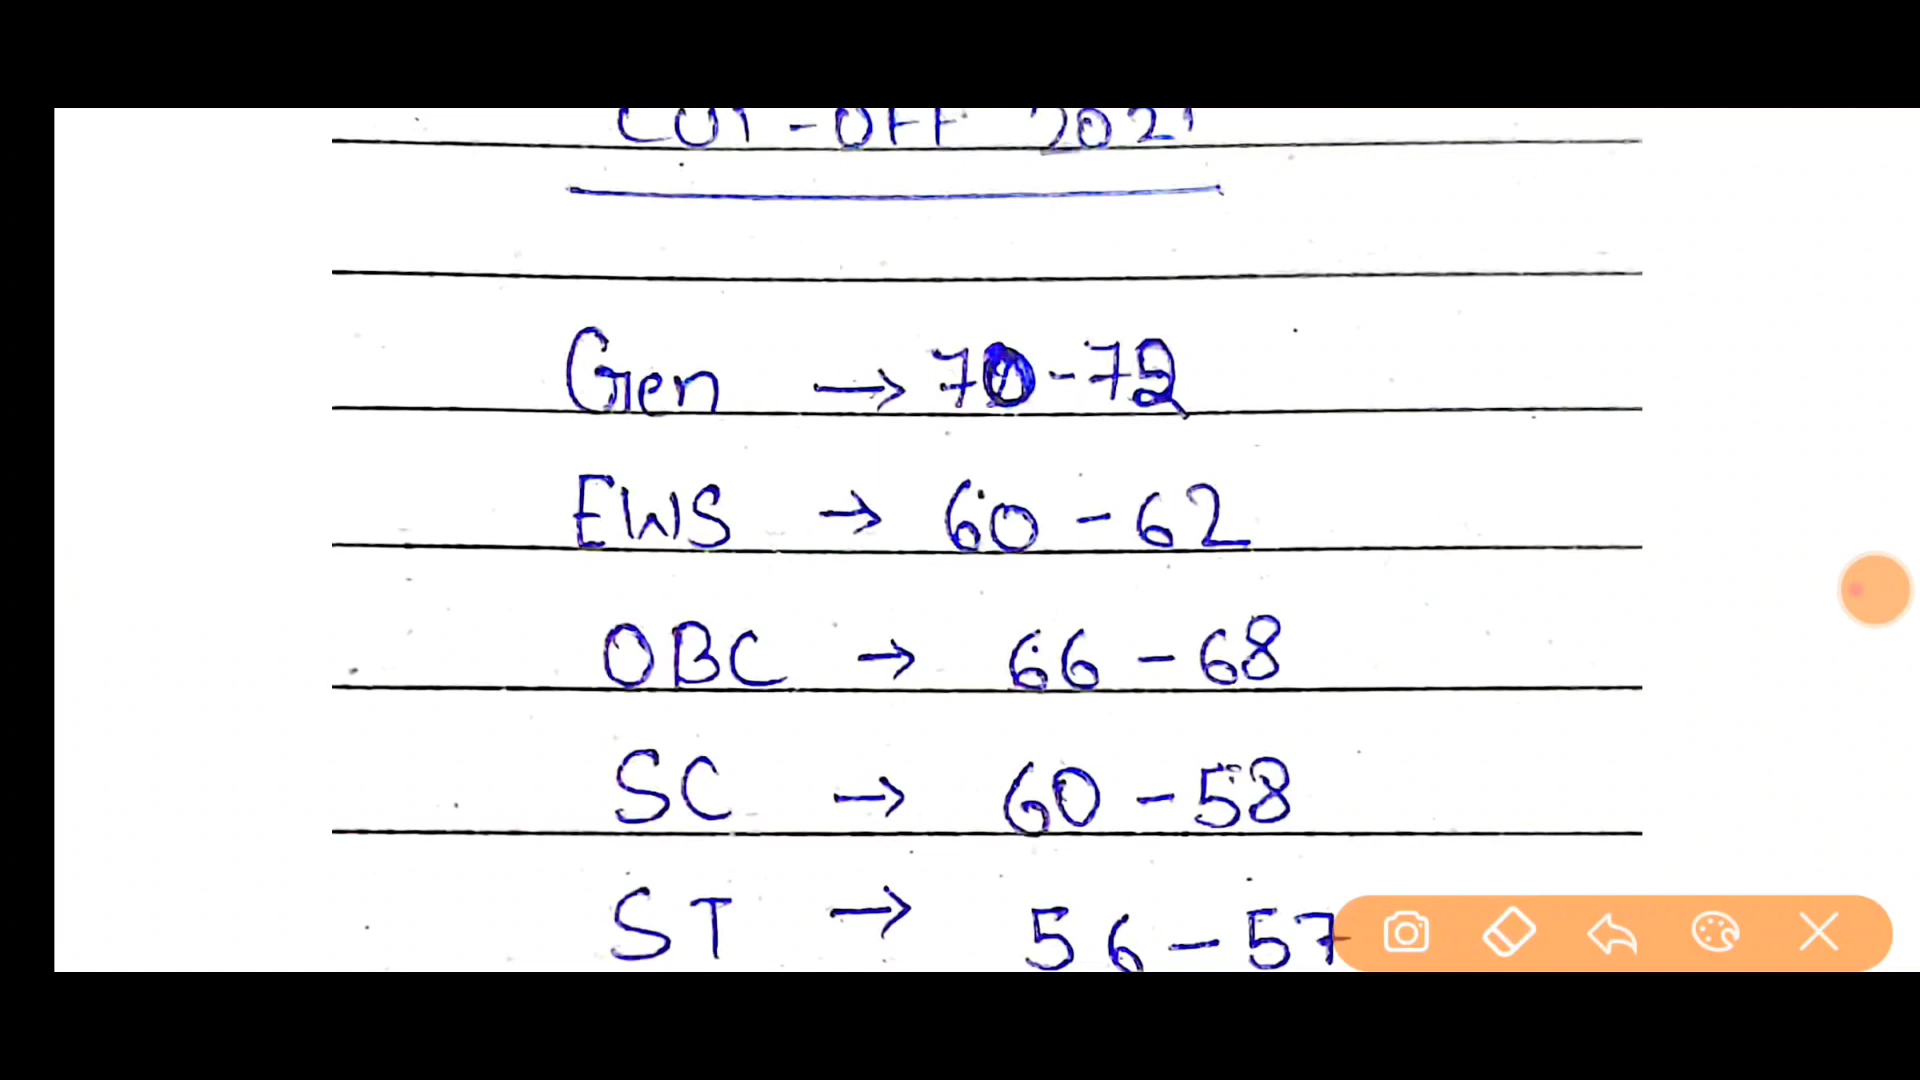 CUT-OFF 2021
Gen → 70-72
EWS → 60-62
OBC → 66-68
SC → 60-58
ST → 56-57